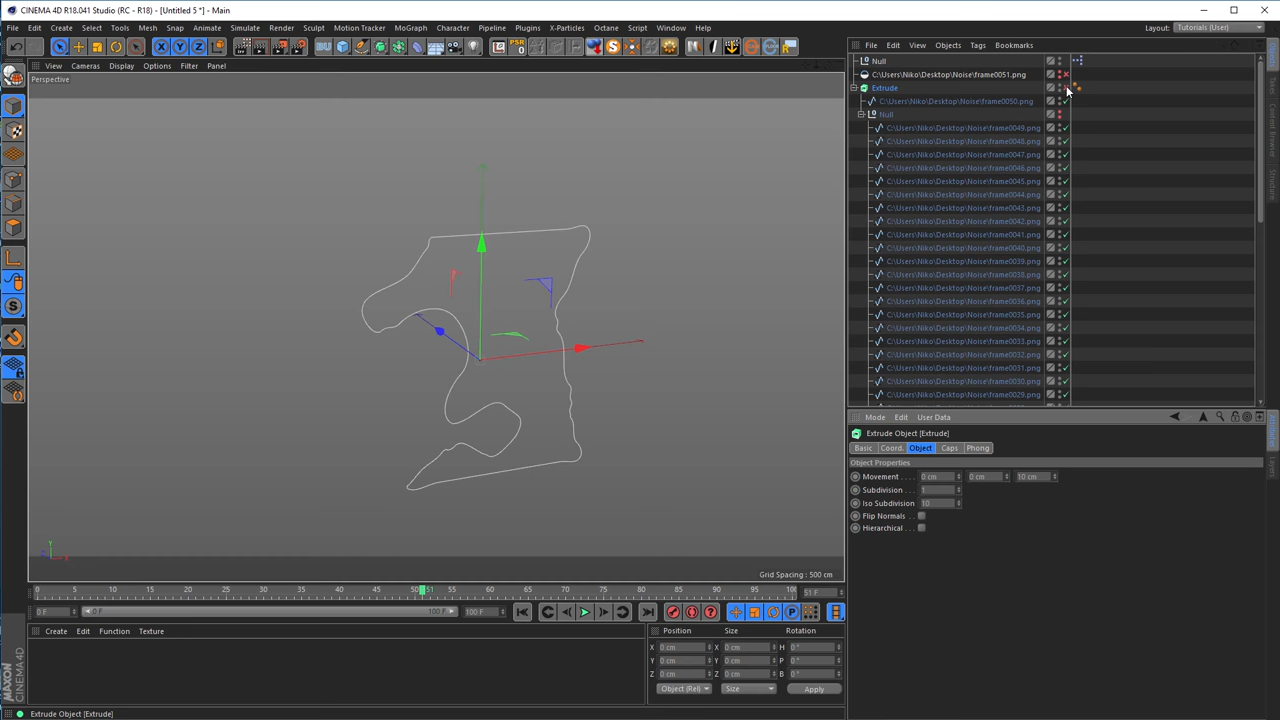 CINEMA 4D R18.041 Studio (RC - R18) - [Untitled 5 *] - Main
File Edit Create Select Tools Mesh Snap Animate Simulate Render Sculpt Motion Tracker MoGraph Character Pipeline Plugins X-Particles Octane Script Window Help Layout: Tutorials (User)
X Y Z PSR 0
File Edit View Objects Tags Bookmarks
View Cameras Display Options Filter Panel
Perspective
Null
C:\Users\Niko\Desktop\Noise\frame0051.png
Extrude
C:\Users\Niko\Desktop\Noise\frame0050.png
Null
C:\Users\Niko\Desktop\Noise\frame0049.png
C:\Users\Niko\Desktop\Noise\frame0048.png
C:\Users\Niko\Desktop\Noise\frame0047.png
C:\Users\Niko\Desktop\Noise\frame0046.png
C:\Users\Niko\Desktop\Noise\frame0045.png
C:\Users\Niko\Desktop\Noise\frame0044.png
C:\Users\Niko\Desktop\Noise\frame0043.png
C:\Users\Niko\Desktop\Noise\frame0042.png
C:\Users\Niko\Desktop\Noise\frame0041.png
C:\Users\Niko\Desktop\Noise\frame0040.png
C:\Users\Niko\Desktop\Noise\frame0039.png
C:\Users\Niko\Desktop\Noise\frame0038.png
C:\Users\Niko\Desktop\Noise\frame0037.png
C:\Users\Niko\Desktop\Noise\frame0036.png
C:\Users\Niko\Desktop\Noise\frame0035.png
C:\Users\Niko\Desktop\Noise\frame0034.png
C:\Users\Niko\Desktop\Noise\frame0033.png
C:\Users\Niko\Desktop\Noise\frame0032.png
C:\Users\Niko\Desktop\Noise\frame0031.png
C:\Users\Niko\Desktop\Noise\frame0030.png
C:\Users\Niko\Desktop\Noise\frame0029.png
Objects
Takes
Content Browser
Structure
Mode Edit User Data
Extrude Object [Extrude]
Basic Coord. Object Caps Phong
Object Properties
Movement 0 cm 0 cm 10 cm
Subdivision 1
Iso Subdivision 10
Flip Normals
Hierarchical
Attributes
Layers
Y
X
Grid Spacing : 500 cm
0 5 10 15 20 25 30 35 40 45 50 51 55 60 65 70 75 80 85 90 95 100 51 F
0 F 0 F 100 F 100 F
Create Edit Function Texture
Position Size Rotation
X 0 cm X 0 cm H 0 °
Y 0 cm Y 0 cm P 0 °
Z 0 cm Z 0 cm B 0 °
Object (Rel) Size Apply
MAXON CINEMA 4D
Extrude Object [Extrude]